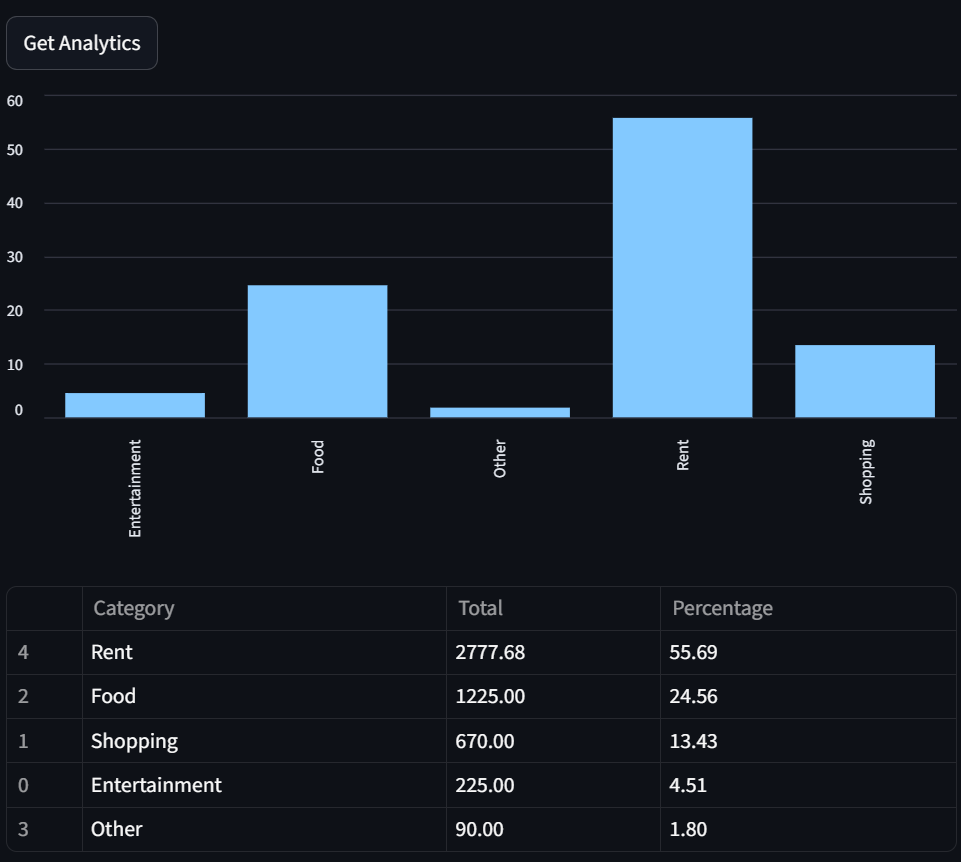 Get Analytics
60
50
40
30
20
10
0
Entertainment
Food
Other
Rent
Shopping
Category Total Percentage
4 Rent 2777.68 55.69
2 Food 1225.00 24.56
1 Shopping 670.00 13.43
0 Entertainment 225.00 4.51
3 Other 90.00 1.80